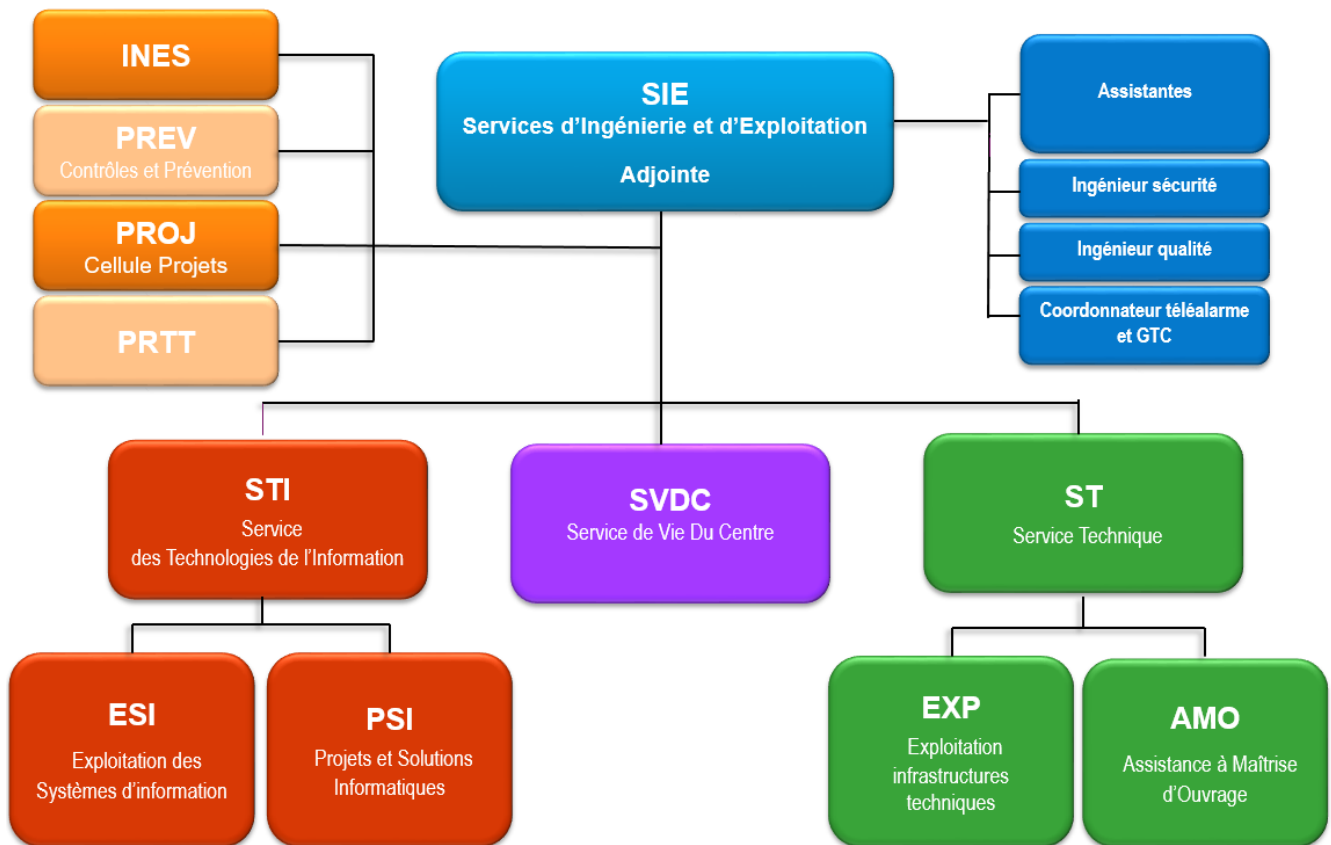 INES
PREV
Contrôles et Prévention
PROJ
Cellule Projets
PRTT
SIE
Services d’Ingénierie et d’Exploitation
Adjointe
Assistantes
Ingénieur sécurité
Ingénieur qualité
Coordonnateur téléalarme
et GTC
STI
Service
des Technologies de l’Information
SVDC
Service de Vie Du Centre
ST
Service Technique
ESI
Exploitation des
Systèmes d’information
PSI
Projets et Solutions
Informatiques
EXP
Exploitation
infrastructures
techniques
AMO
Assistance à Maîtrise
d’Ouvrage